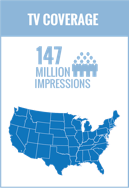 TV COVERAGE
147
MILLION
IMPRESSIONS